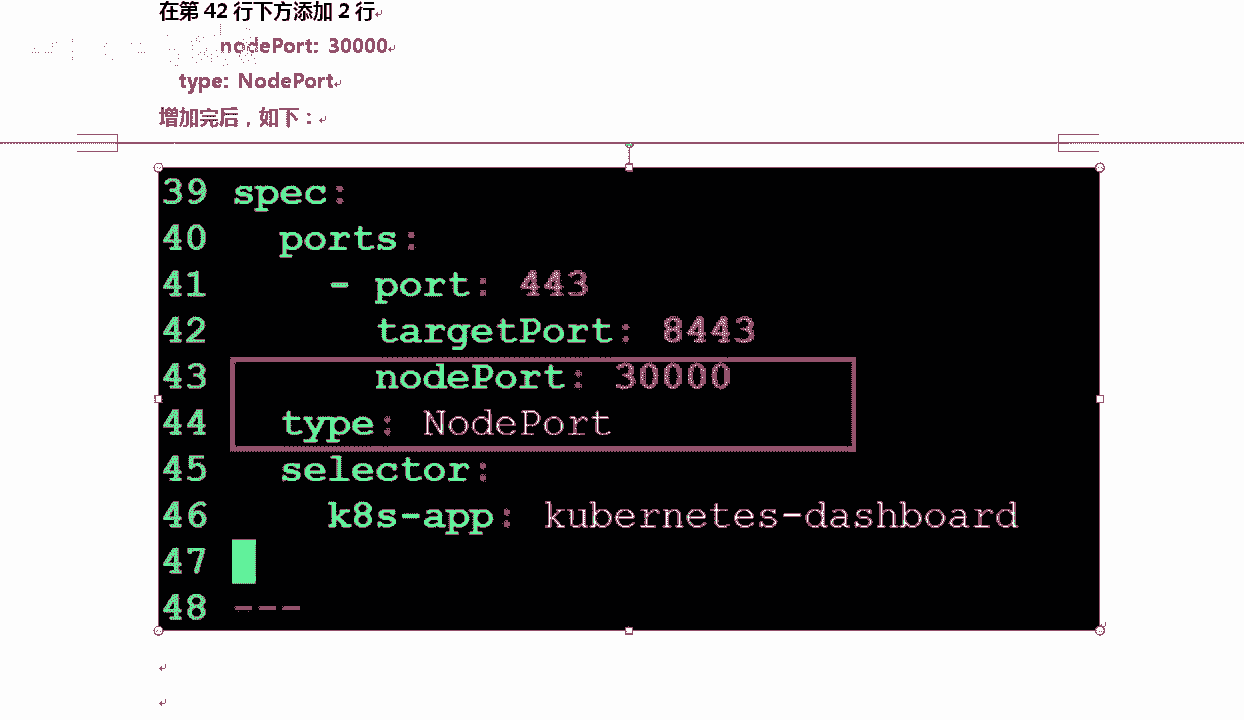 在第 42 行下方添加 2 行
nodePort: 30000
type: NodePort
增加完后，如下：
39 spec:
40 ports:
41 - port: 443
42 targetPort: 8443
43 nodePort: 30000
44 type: NodePort
45 selector:
46 k8s-app: kubernetes-dashboard
47
48 ---